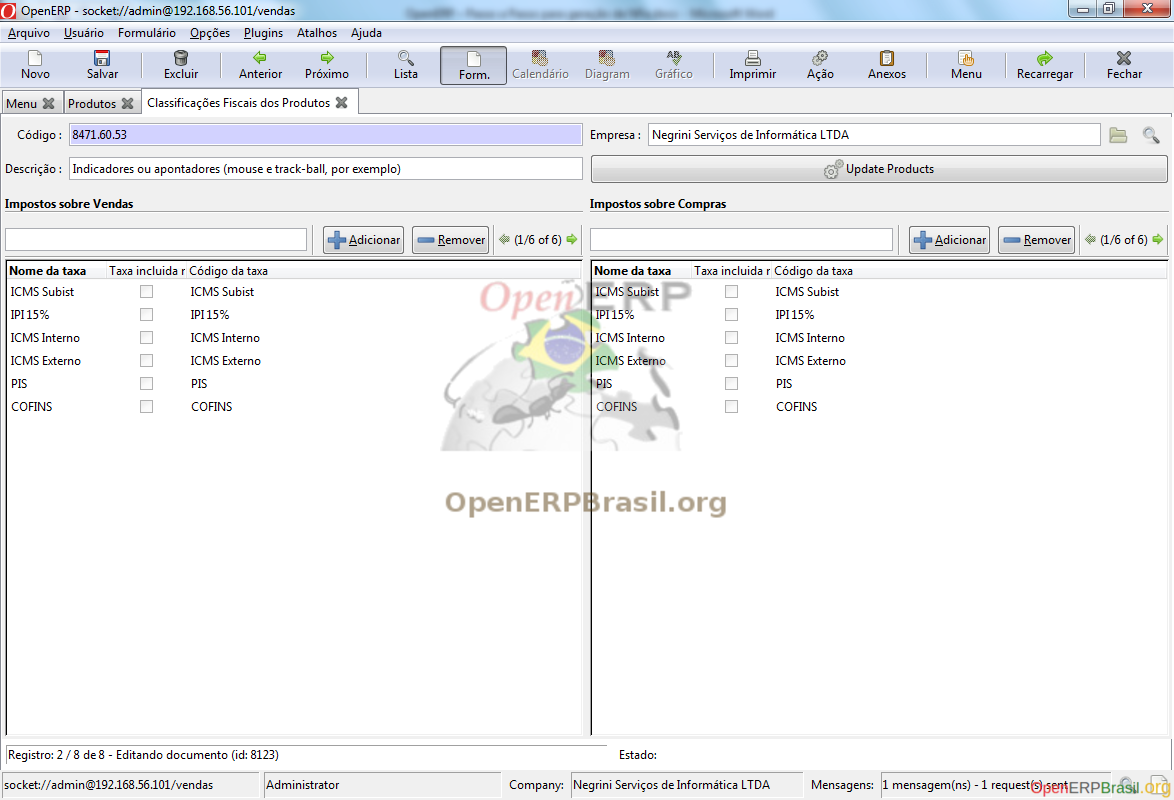 OpenERP - socket://admin@192.168.56.101/vendas
Arquivo Usuário Formulário Opções Plugins Atalhos Ajuda
Novo Salvar Excluir Anterior Próximo Lista Form. Calendário Diagram Gráfico Imprimir Ação Anexos Menu Recarregar Fechar
Menu Produtos Classificações Fiscais dos Produtos
Código : 8471.60.53 Empresa : Negrini Serviços de Informática LTDA
Descrição : Indicadores ou apontadores (mouse e track-ball, por exemplo) Update Products
Impostos sobre Vendas Impostos sobre Compras
Adicionar Remover (1/6 of 6) Adicionar Remover (1/6 of 6)
Nome da taxa Taxa incluida r Código da taxa Nome da taxa Taxa incluida r Código da taxa
ICMS Subist ICMS Subist ICMS Subist ICMS Subist
IPI 15% IPI 15% IPI 15% IPI 15%
ICMS Interno ICMS Interno ICMS Interno ICMS Interno
ICMS Externo ICMS Externo ICMS Externo ICMS Externo
PIS PIS PIS PIS
COFINS COFINS COFINS COFINS
OpenERP
OpenERPBrasil.org
Registro: 2 / 8 de 8 - Editando documento (id: 8123) Estado:
socket://admin@192.168.56.101/vendas Administrator Company: Negrini Serviços de Informática LTDA Mensagens: 1 mensagem(ns) - 1 request(s) sent
OpenERPBrasil.org